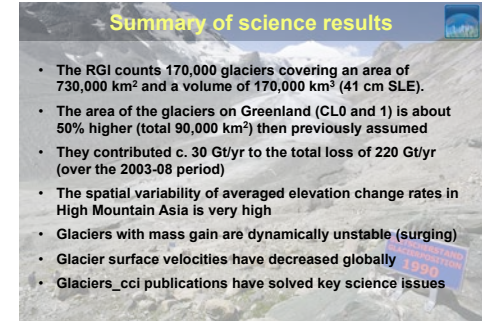 Summary of science results
• The RGI counts 170,000 glaciers covering an area of
730,000 km² and a volume of 170,000 km³ (41 cm SLE).
• The area of the glaciers on Greenland (CL0 and 1) is about
50% higher (total 90,000 km²) then previously assumed
• They contributed c. 30 Gt/yr to the total loss of 220 Gt/yr
(over the 2003-08 period)
• The spatial variability of averaged elevation change rates in
High Mountain Asia is very high
• Glaciers with mass gain are dynamically unstable (surging)
• Glacier surface velocities have decreased globally
• Glaciers_cci publications have solved key science issues
1990